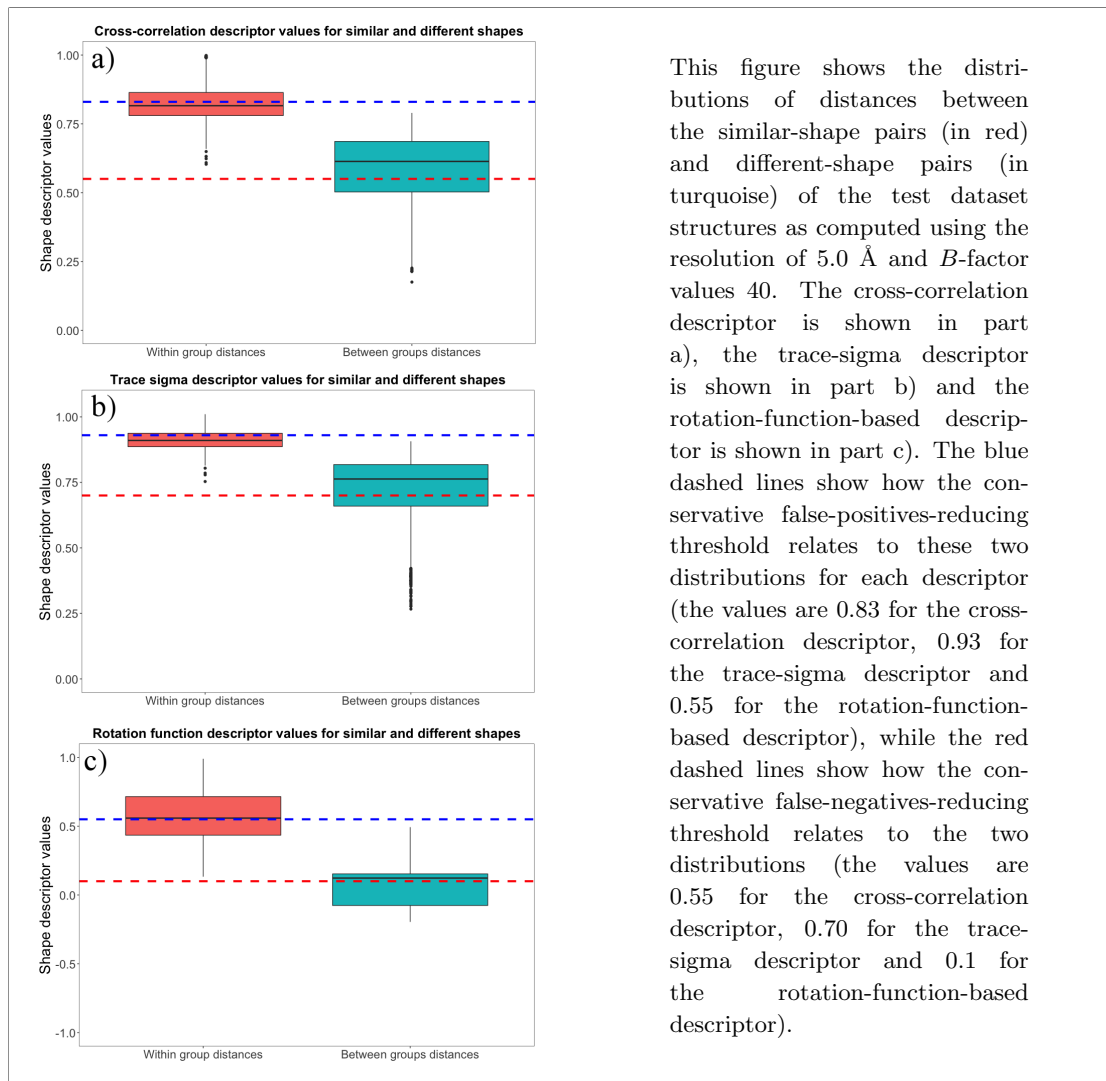 Cross-correlation descriptor values for similar and different shapes
a)
1.00
0.75
0.50
0.25
0.00
Shape descriptor values
Within group distances
Between groups distances
Trace sigma descriptor values for similar and different shapes
b)
1.00
0.75
0.50
0.25
0.00
Shape descriptor values
Within group distances
Between groups distances
Rotation function descriptor values for similar and different shapes
c)
1.0
0.5
0.0
-0.5
-1.0
Shape descriptor values
Within group distances
Between groups distances
This figure shows the distri-
butions of distances between
the similar-shape pairs (in red)
and different-shape pairs (in
turquoise) of the test dataset
structures as computed using the
resolution of 5.0 Å and B-factor
values 40. The cross-correlation
descriptor is shown in part
a), the trace-sigma descriptor
is shown in part b) and the
rotation-function-based descrip-
tor is shown in part c). The blue
dashed lines show how the con-
servative false-positives-reducing
threshold relates to these two
distributions for each descriptor
(the values are 0.83 for the cross-
correlation descriptor, 0.93 for
the trace-sigma descriptor and
0.55 for the rotation-function-
based descriptor), while the red
dashed lines show how the con-
servative false-negatives-reducing
threshold relates to the two
distributions (the values are
0.55 for the cross-correlation
descriptor, 0.70 for the trace-
sigma descriptor and 0.1 for
the rotation-function-based
descriptor).